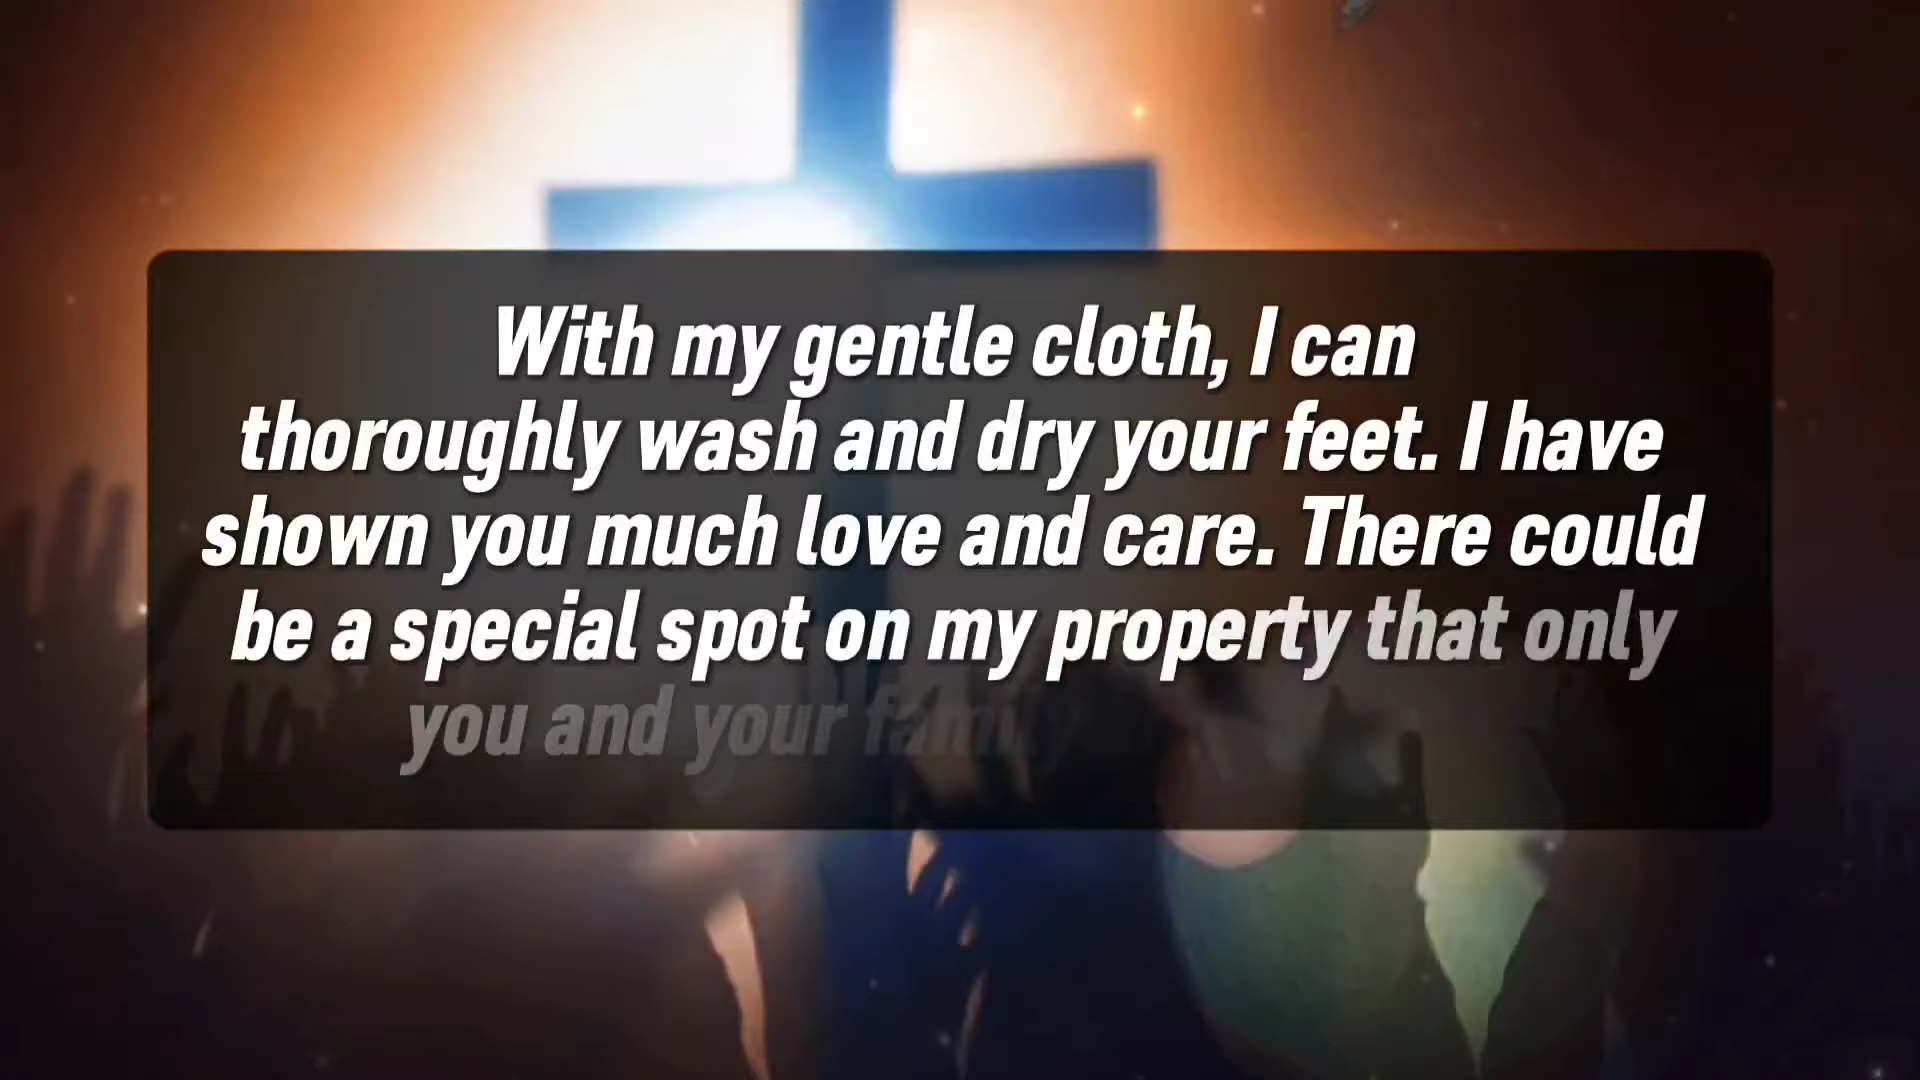 With my gentle cloth, I can
thoroughly wash and dry your feet. I have
shown you much love and care. There could
be a special spot on my property that only
you and your family